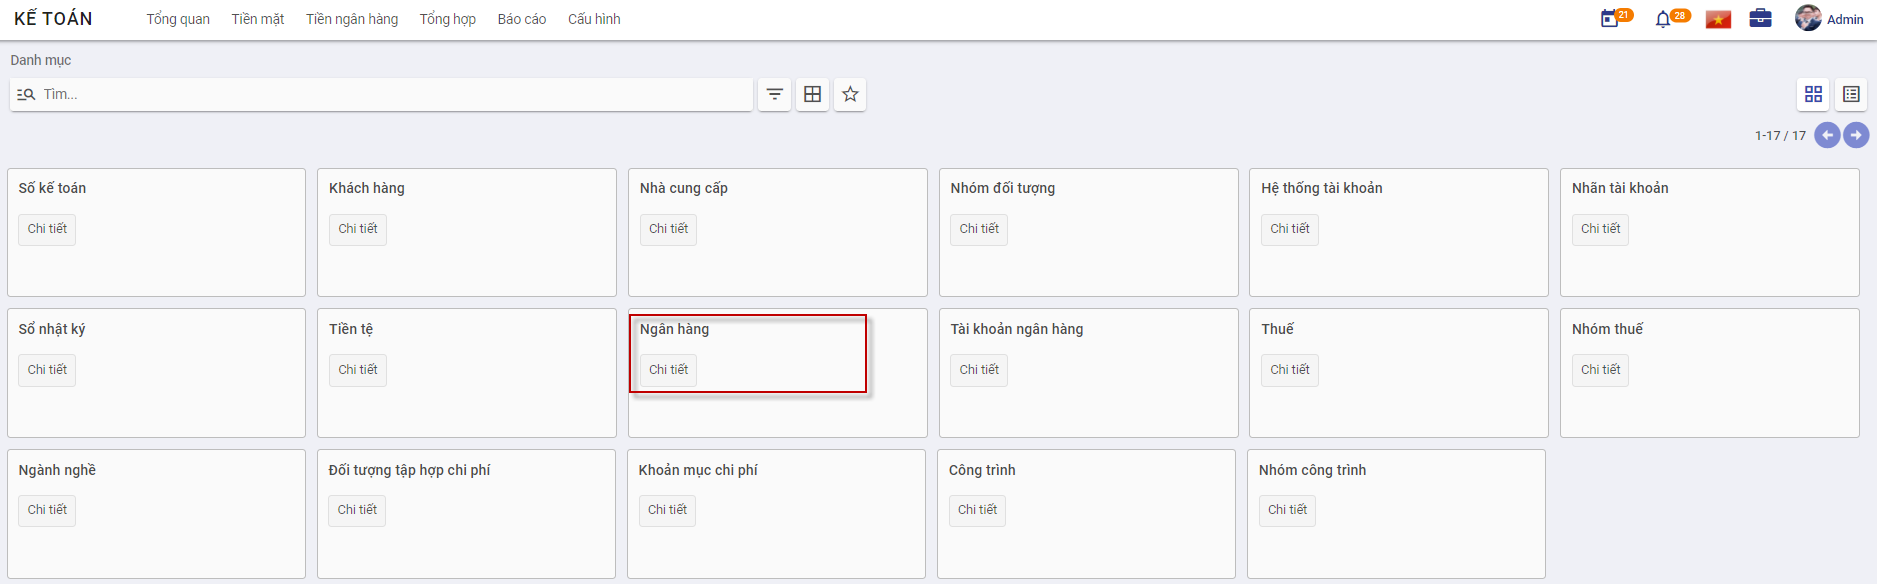 KẾ TOÁN
Tổng quan Tiền mặt Tiền ngân hàng Tổng hợp Báo cáo Cấu hình
21 28 Admin
Danh mục
Tìm...
1-17 / 17
Số kế toán Khách hàng Nhà cung cấp Nhóm đối tượng Hệ thống tài khoản Nhãn tài khoản
Chi tiết Chi tiết Chi tiết Chi tiết Chi tiết Chi tiết
Sổ nhật ký Tiền tệ Ngân hàng Tài khoản ngân hàng Thuế Nhóm thuế
Chi tiết Chi tiết Chi tiết Chi tiết Chi tiết Chi tiết
Ngành nghề Đối tượng tập hợp chi phí Khoản mục chi phí Công trình Nhóm công trình
Chi tiết Chi tiết Chi tiết Chi tiết Chi tiết